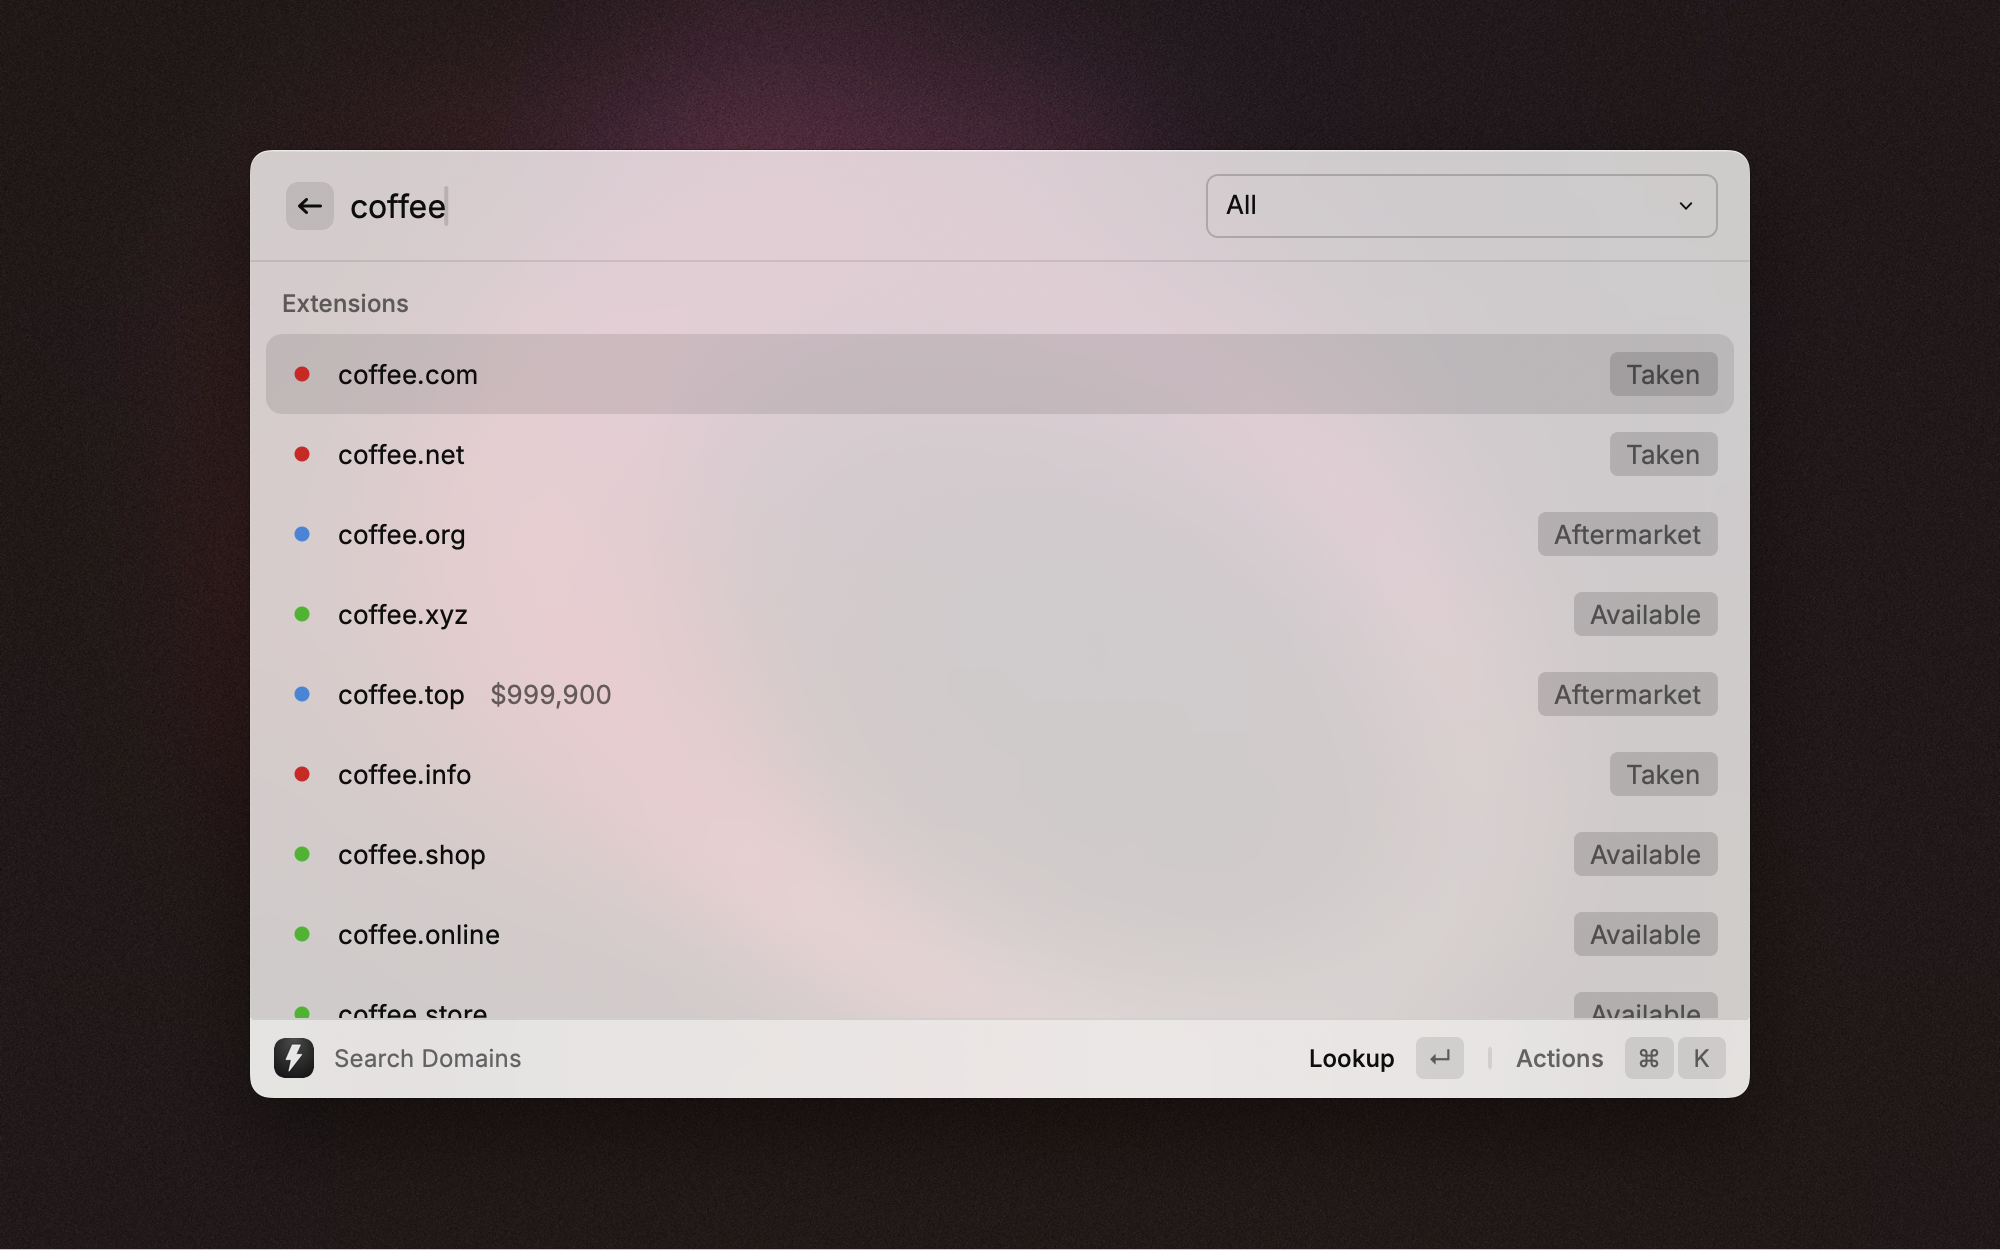 coffee
All
Extensions
coffee.com Taken
coffee.net Taken
coffee.org Aftermarket
coffee.xyz Available
coffee.top $999,900 Aftermarket
coffee.info Taken
coffee.shop Available
coffee.online Available
coffee.store Available
Search Domains Lookup Actions ⌘ K